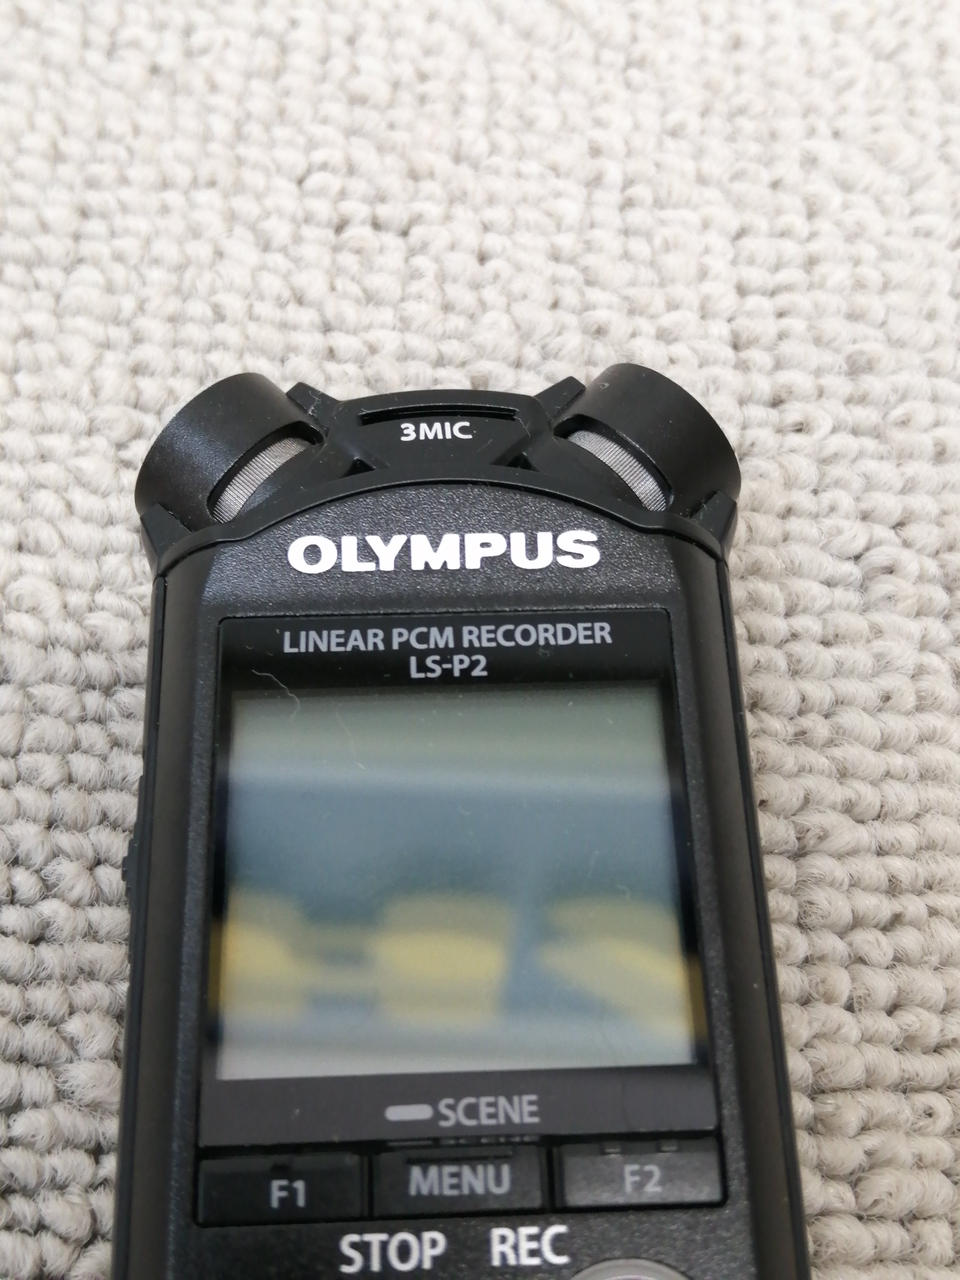 3MIC
OLYMPUS
LINEAR PCM RECORDER
LS-P2
SCENE
F1 MENU F2
STOP REC